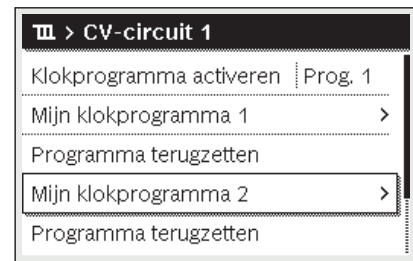 > CV-circuit 1
Klokprogramma activeren Prog. 1
Mijn klokprogramma 1 >
Programma terugzetten
Mijn klokprogramma 2 >
Programma terugzetten